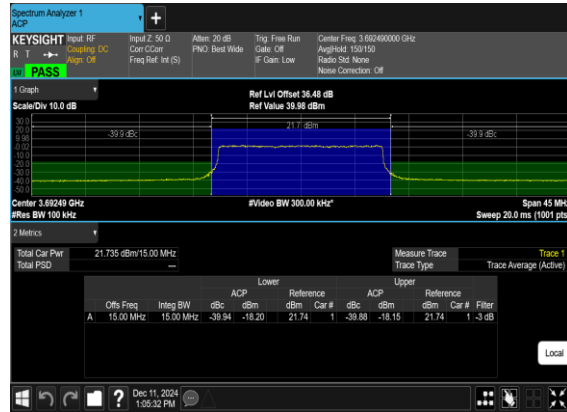 Spectrum Analyzer 1
ACP
+
KEYSIGHT Input: RF Input Z: 50 Ω Atten: 20 dB Trig: Free Run Center Freq: 3.692490000 GHz
R T Coupling: DC Corr CCorr PNO: Best Wide Gate: Off Avg|Hold: 150/150
Align: Off Freq Ref: Int (S) IF Gain: Low Radio Std: None
LW PASS Noise Correction: Off
1 Graph Ref Lvl Offset 36.48 dB
Scale/Div 10.0 dB Ref Value 39.98 dBm
30.0
20.0 -39.9 dBc 21.7 dBm -39.9 dBc
9.98
-0.02
-10.0
-20.0
-30.0
-40.0
-50.0
Center 3.69249 GHz #Video BW 300.00 kHz* Span 45 MHz
#Res BW 100 kHz Sweep 20.0 ms (1001 pts)
2 Metrics
Total Car Pwr 21.735 dBm/15.00 MHz Measure Trace Trace 1
Total PSD --- Trace Type Trace Average (Active)
Lower Upper
ACP Reference ACP Reference
Offs Freq Integ BW dBc dBm dBm Car # dBc dBm dBm Car # Filter
A 15.00 MHz 15.00 MHz -39.94 -18.20 21.74 1 -39.88 -18.15 21.74 1 -3 dB
Local
? Dec 11, 2024
1:05:32 PM